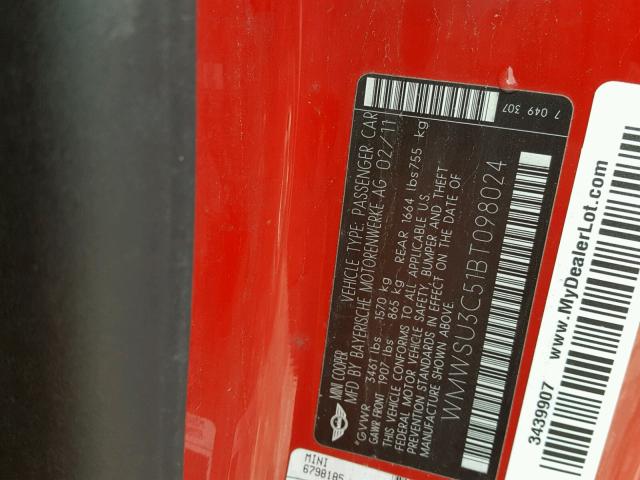 MINI COOPER VEHICLE TYPE PASSENGER CAR
MFD BY BAYERISCHE MOTORENWERKE AG 02/11
*GVWR 3461 lbs 1570 kg
GAWR FRONT 1907 lbs 865 kg REAR 1664 lbs 755 kg
THIS VEHICLE CONFORMS TO ALL APPLICABLE U.S.
FEDERAL MOTOR VEHICLE SAFETY, BUMPER AND THEFT
STANDARDS IN EFFECT ON THE DATE OF
MANUFACTURE SHOWN ABOVE.
WMWSU3C51BT098024
7 049 307
www.MyDealerLot.com
3439907
MINI
6798185